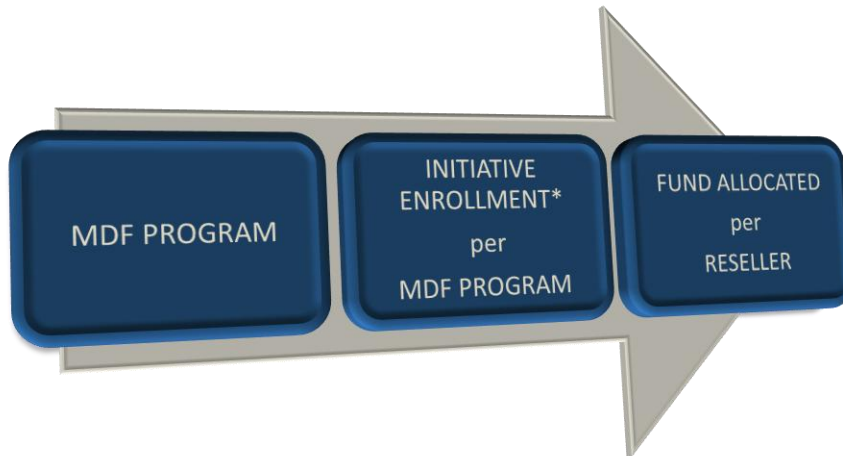 MDF PROGRAM
INITIATIVE
ENROLLMENT*
per
MDF PROGRAM
FUND ALLOCATED
per
RESELLER